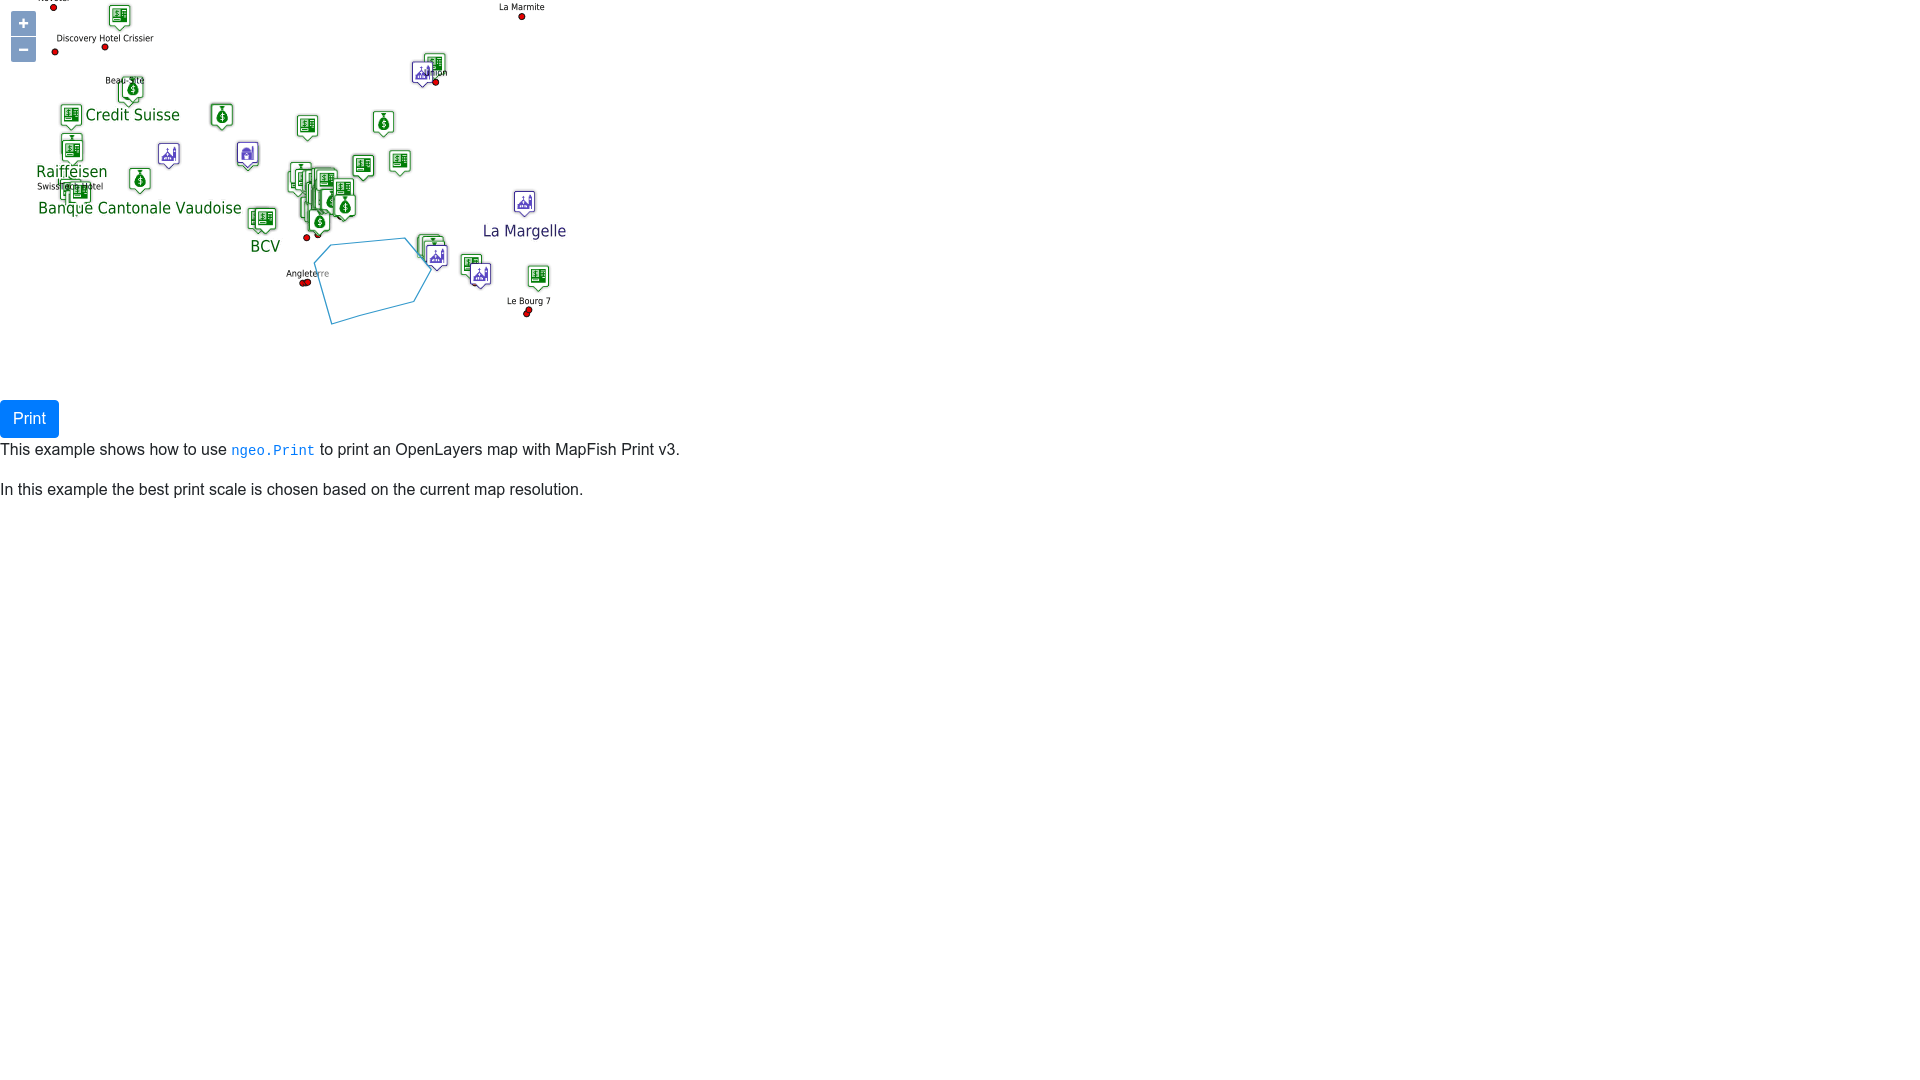 +
−
La Marmite
Discovery Hotel Crissier
Beau-Site
Credit Suisse
Raiffeisen
SwissTech Hotel
Banque Cantonale Vaudoise
La Margelle
BCV
Angleterre
Le Bourg 7
Print
This example shows how to use ngeo.Print to print an OpenLayers map with MapFish Print v3.
In this example the best print scale is chosen based on the current map resolution.